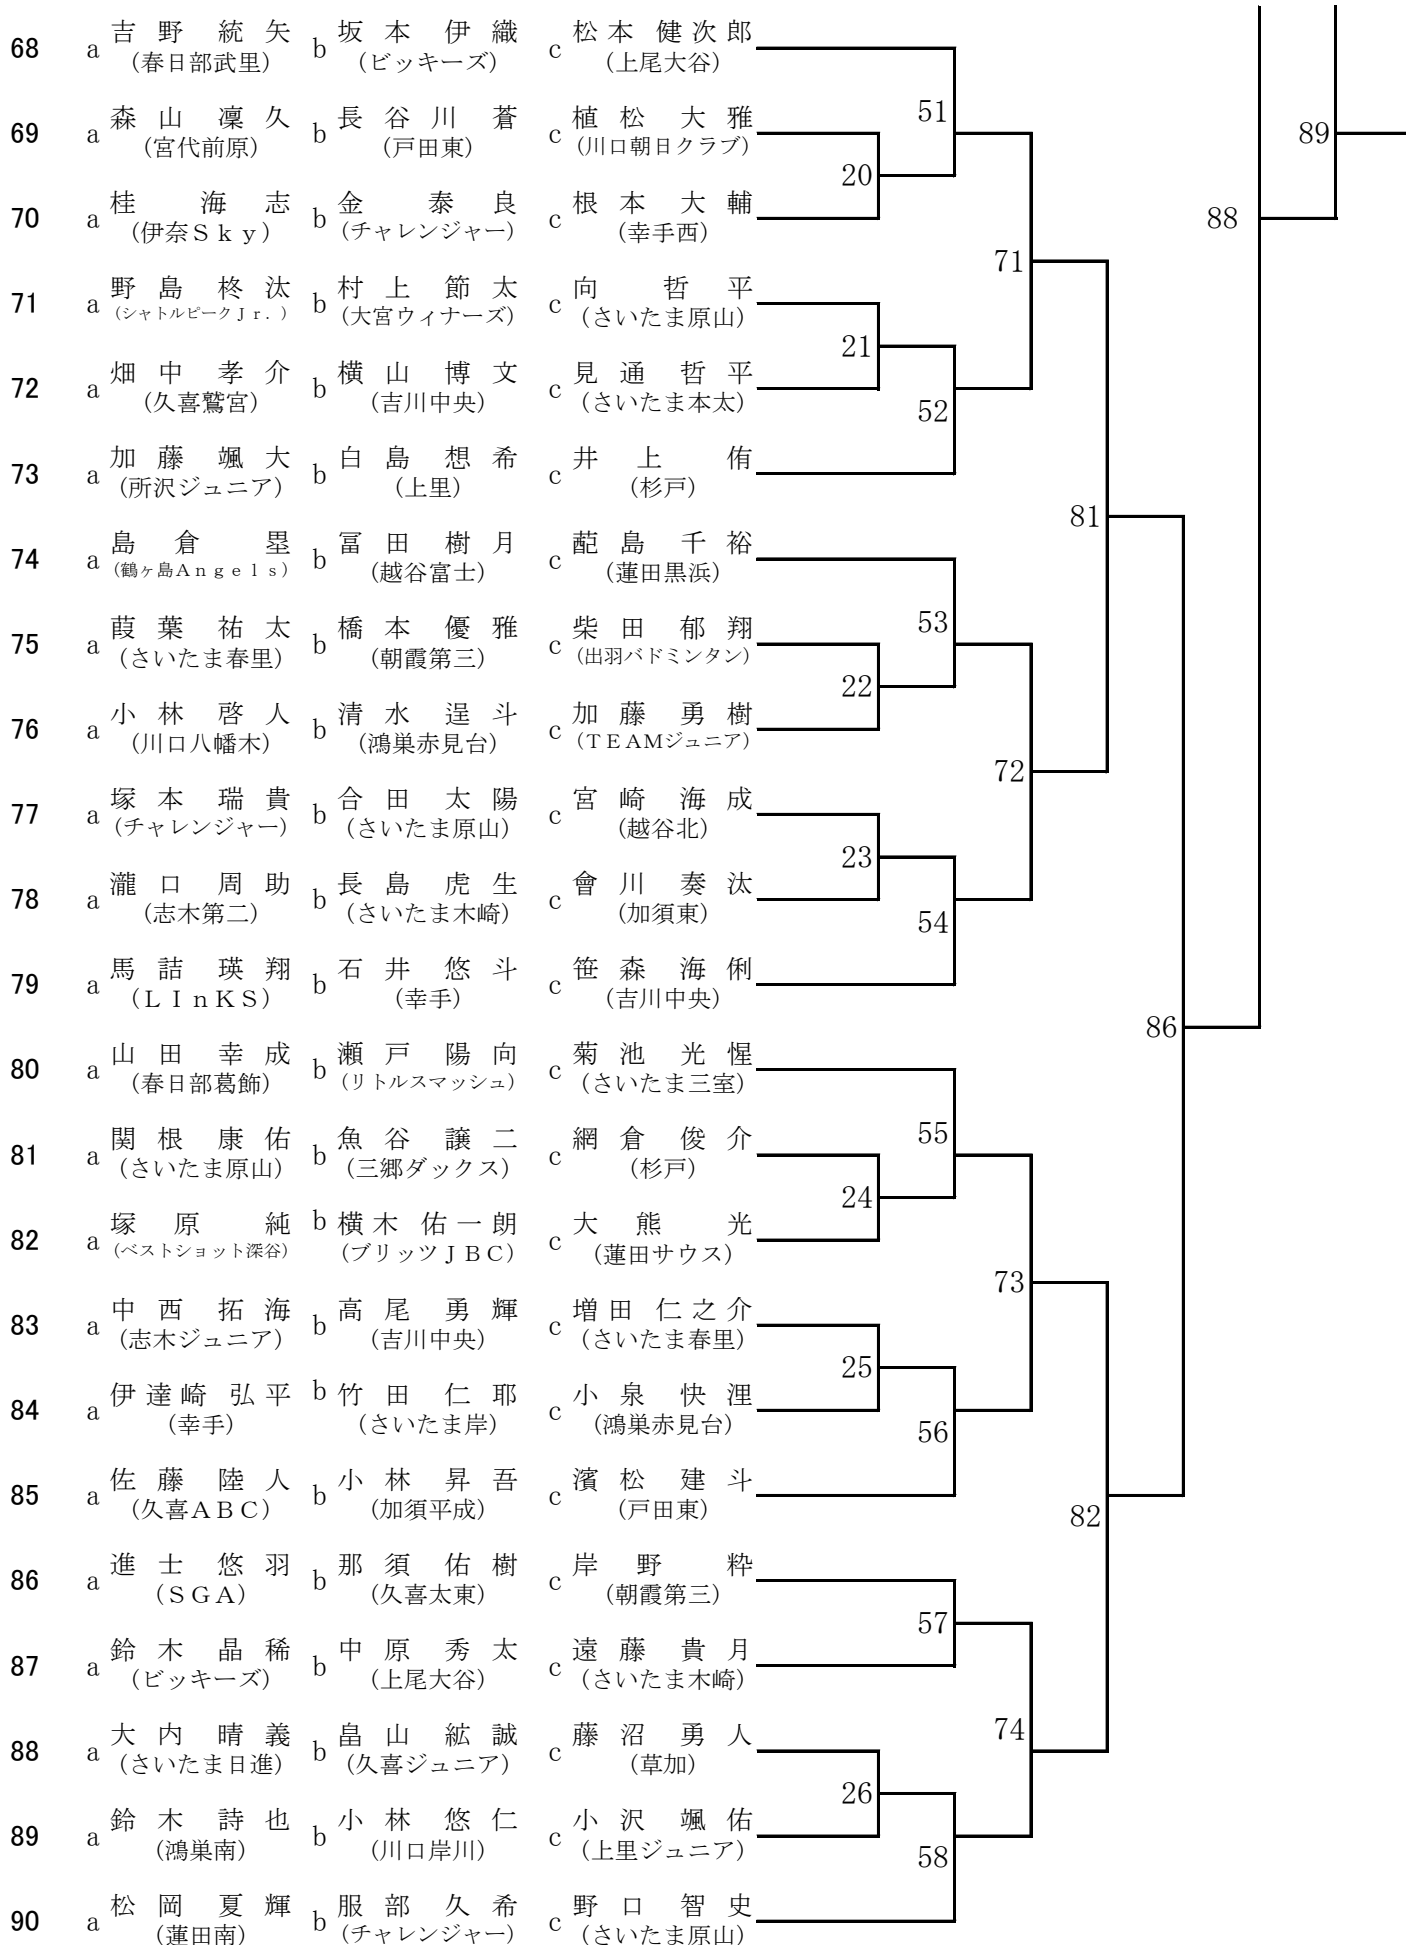 68 a 吉野 統矢 b 坂本 伊織 c 松本 健次郎
(春日部武里) (ビッキーズ) (上尾大谷)
51
69 a 森山 凜久 b 長谷川 蒼 c 植松 大雅
(宮代前原) (戸田東) (川口朝日クラブ)
89
20
70 a 桂 海志 b 金 泰良 c 根本 大輔
(伊奈Sky) (チャレンジャー) (幸手西)
88
71
71 a 野島 柊汰 b 村上 節太 c 向 哲平
(シャトルピークJr.) (大宮ウィナーズ) (さいたま原山)
21
72 a 畑中 孝介 b 横山 博文 c 見通 哲平
(久喜鷲宮) (吉川中央) (さいたま本太)
52
73 a 加藤 颯大 b 白島 想希 c 井上 侑
(所沢ジュニア) (上里) (杉戸)
81
74 a 島倉 塁 b 冨田 樹月 c 蓜島 千裕
(鶴ヶ島Angels) (越谷富士) (蓮田黒浜)
53
75 a 葭葉 祐太 b 橋本 優雅 c 柴田 郁翔
(さいたま春里) (朝霞第三) (出羽バドミンタン)
22
76 a 小林 啓人 b 清水 逞斗 c 加藤 勇樹
(川口八幡木) (鴻巣赤見台) (TEAMジュニア)
72
77 a 塚本 瑞貴 b 合田 太陽 c 宮崎 海成
(チャレンジャー) (さいたま原山) (越谷北)
23
78 a 瀧口 周助 b 長島 虎生 c 會川 奏汰
(志木第二) (さいたま木崎) (加須東)
54
79 a 馬詰 瑛翔 b 石井 悠斗 c 笹森 海俐
(LInKS) (幸手) (吉川中央)
86
80 a 山田 幸成 b 瀬戸 陽向 c 菊池 光惺
(春日部葛飾) (リトルスマッシュ) (さいたま三室)
55
81 a 関根 康佑 b 魚谷 譲二 c 網倉 俊介
(さいたま原山) (三郷ダックス) (杉戸)
24
82 a 塚原 純 b 横木 佑一朗 c 大熊 光
(ベストショット深谷) (ブリッツJBC) (蓮田サウス)
73
83 a 中西 拓海 b 高尾 勇輝 c 増田 仁之介
(志木ジュニア) (吉川中央) (さいたま春里)
25
84 a 伊達崎 弘平 b 竹田 仁耶 c 小泉 快浬
(幸手) (さいたま岸) (鴻巣赤見台)
56
85 a 佐藤 陸人 b 小林 昇吾 c 濱松 建斗
(久喜ABC) (加須平成) (戸田東)
82
86 a 進士 悠羽 b 那須 佑樹 c 岸野 粋
(SGA) (久喜太東) (朝霞第三)
57
87 a 鈴木 晶稀 b 中原 秀太 c 遠藤 貴月
(ビッキーズ) (上尾大谷) (さいたま木崎)
74
88 a 大内 晴義 b 畠山 紘誠 c 藤沼 勇人
(さいたま日進) (久喜ジュニア) (草加)
26
89 a 鈴木 詩也 b 小林 悠仁 c 小沢 颯佑
(鴻巣南) (川口岸川) (上里ジュニア)
58
90 a 松岡 夏輝 b 服部 久希 c 野口 智史
(蓮田南) (チャレンジャー) (さいたま原山)